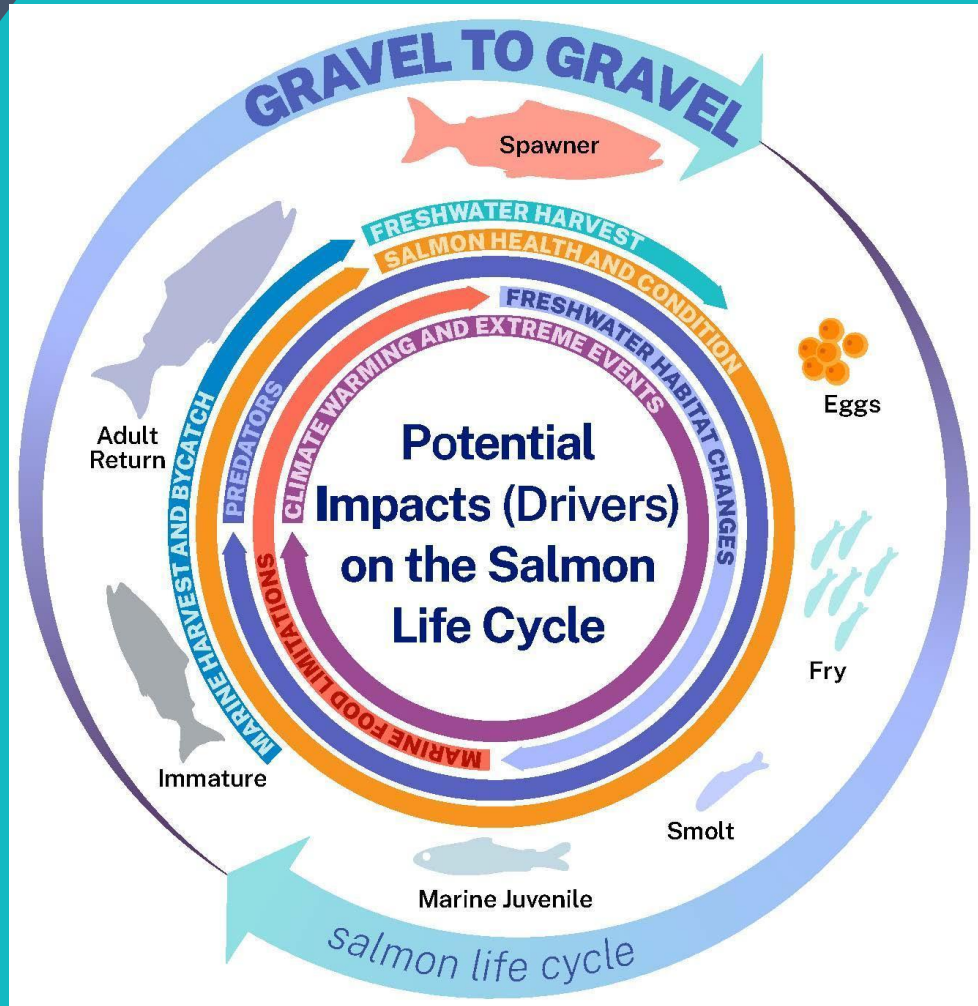 GRAVEL TO GRAVEL
Spawner
FRESHWATER HARVEST
SALMON HEALTH AND CONDITION
FRESHWATER HABITAT CHANGES
CLIMATE WARMING AND EXTREME EVENTS
PREDATORS
MARINE HARVEST AND BYCATCH
MARINE FOOD LIMITATIONS
Potential
Impacts (Drivers)
on the Salmon
Life Cycle
Eggs
Fry
Smolt
Marine Juvenile
Immature
Adult
Return
salmon life cycle